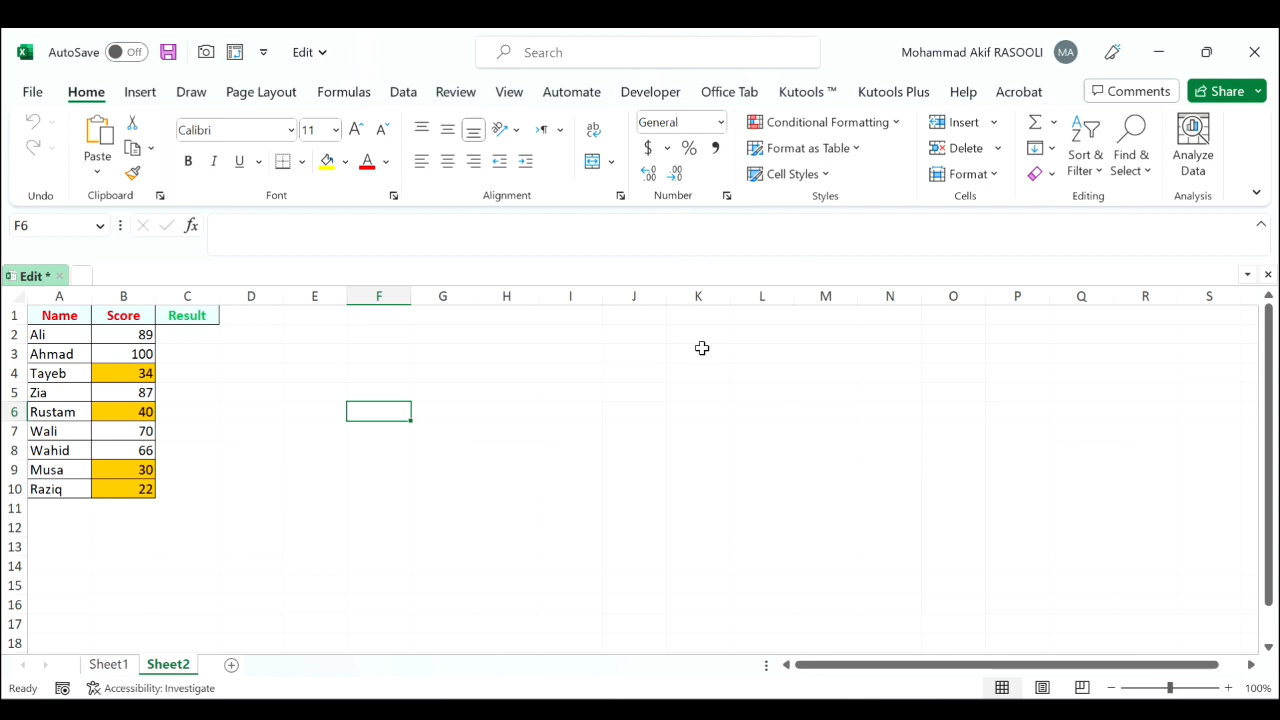 AutoSave Off Edit Search Mohammad Akif RASOOLI MA
File Home Insert Draw Page Layout Formulas Data Review View Automate Developer Office Tab Kutools ™ Kutools Plus Help Acrobat Comments Share
Paste
Undo Clipboard
Calibri 11
B I U A
Font
ab
Alignment
General
$ % 9
Number
Conditional Formatting
Format as Table
Cell Styles
Styles
Insert
Delete
Format
Cells
Sort & Filter
Find & Select
Editing
Analyze Data
Analysis
F6 fx
Edit *
A B C D E F G H I J K L M N O P Q R S
1 Name Score Result
2 Ali 89
3 Ahmad 100
4 Tayeb 34
5 Zia 87
6 Rustam 40
7 Wali 70
8 Wahid 66
9 Musa 30
10 Raziq 22
11
12
13
14
15
16
17
18
Sheet1 Sheet2
Ready Accessibility: Investigate 100%